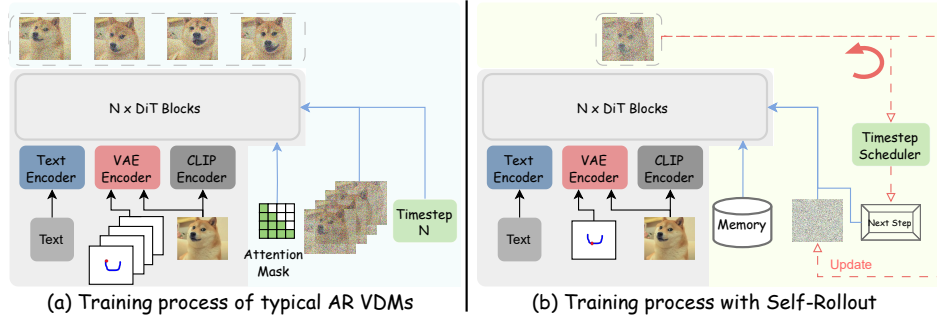 N x DiT Blocks
Text
Encoder
VAE
Encoder
CLIP
Encoder
Text
Attention
Mask
Timestep
N
(a) Training process of typical AR VDMs
N x DiT Blocks
Timestep
Scheduler
Text
Encoder
VAE
Encoder
CLIP
Encoder
Text
Memory
Next Step
Update
(b) Training process with Self-Rollout